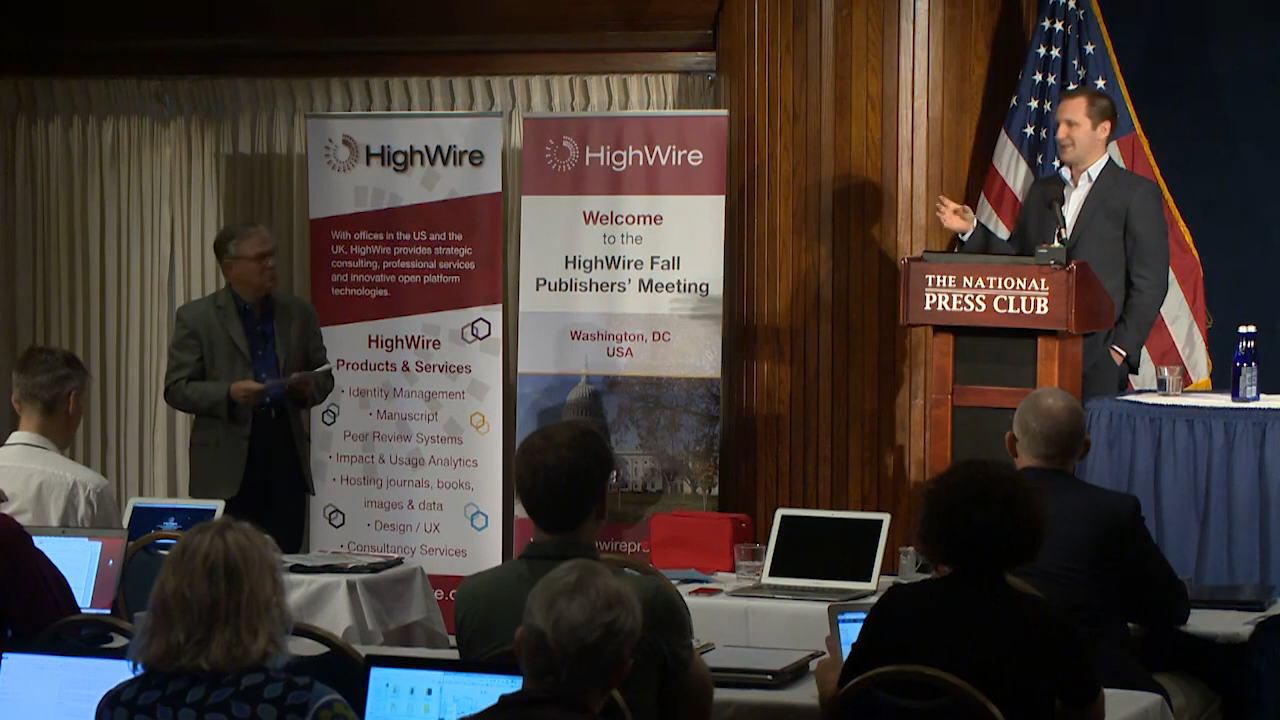 HighWire
With offices in the US and the
UK, HighWire provides strategic
consulting, professional services
and innovative open platform
technologies.
HighWire
Products & Services
• Identity Management
• Manuscript
Peer Review Systems
• Impact & Usage Analytics
• Hosting journals, books,
images & data
• Design / UX
• Consultancy Services
HighWire
Welcome
to the
HighWire Fall
Publishers' Meeting
Washington, DC
USA
THE NATIONAL
PRESS CLUB